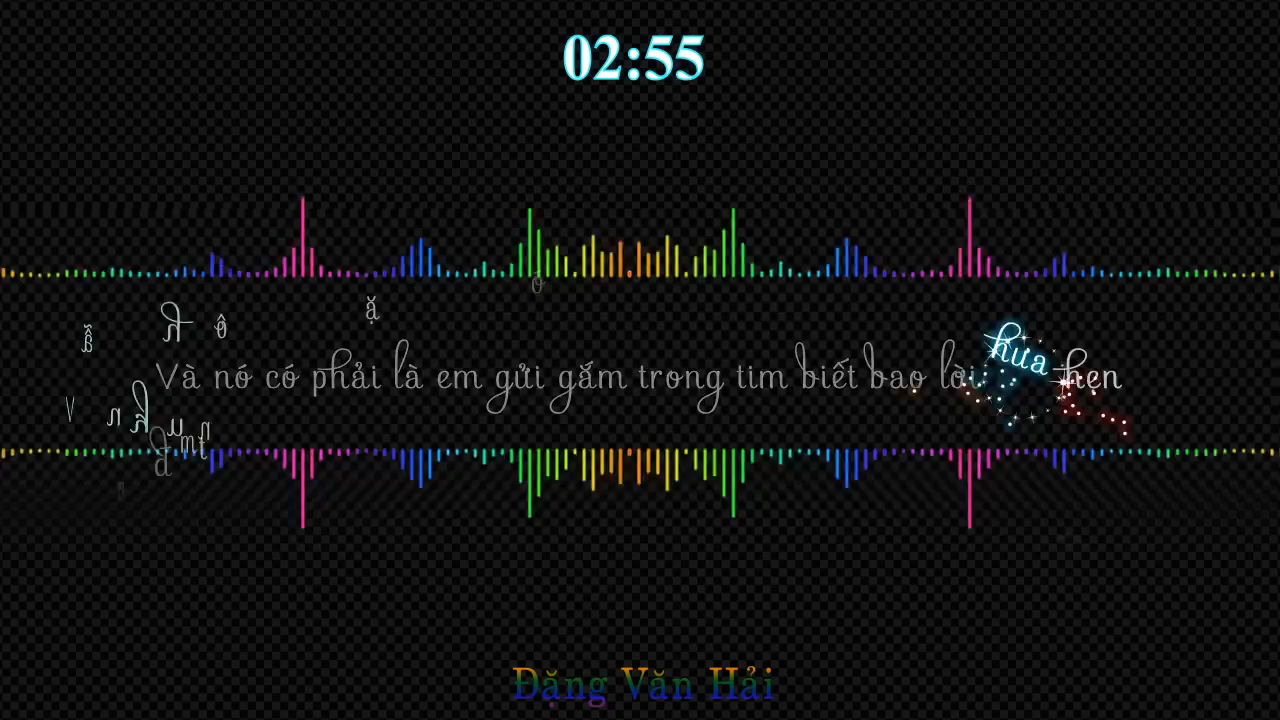 02:55
Và nó có phải là em gửi gắm trong tim biết bao lời hứa hẹn
Đặng Văn Hải